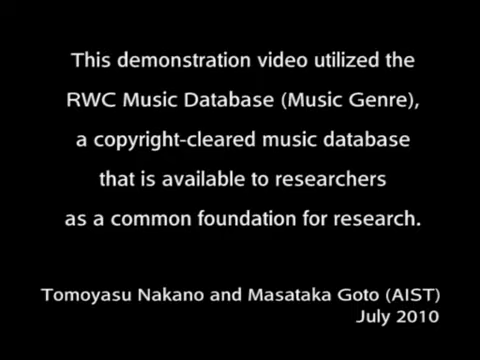 This demonstration video utilized the
RWC Music Database (Music Genre),
a copyright-cleared music database
that is available to researchers
as a common foundation for research.
Tomoyasu Nakano and Masataka Goto (AIST)
July 2010